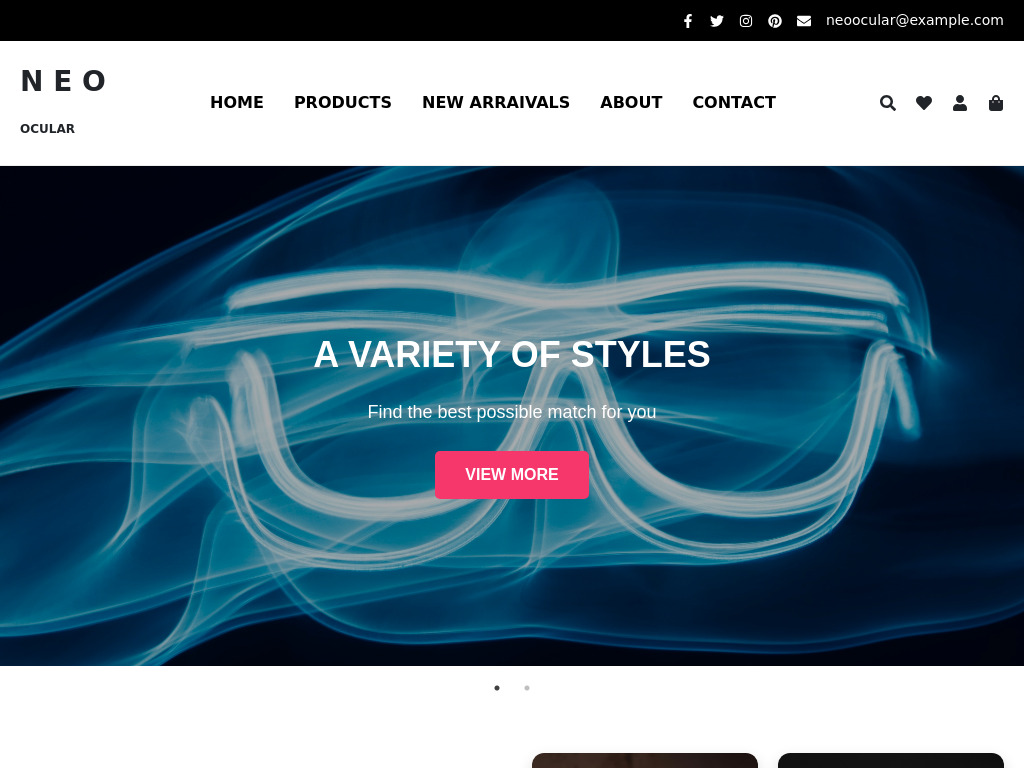 neoocular@example.com
NEO
OCULAR
HOME PRODUCTS NEW ARRAIVALS ABOUT CONTACT
A VARIETY OF STYLES
Find the best possible match for you
VIEW MORE